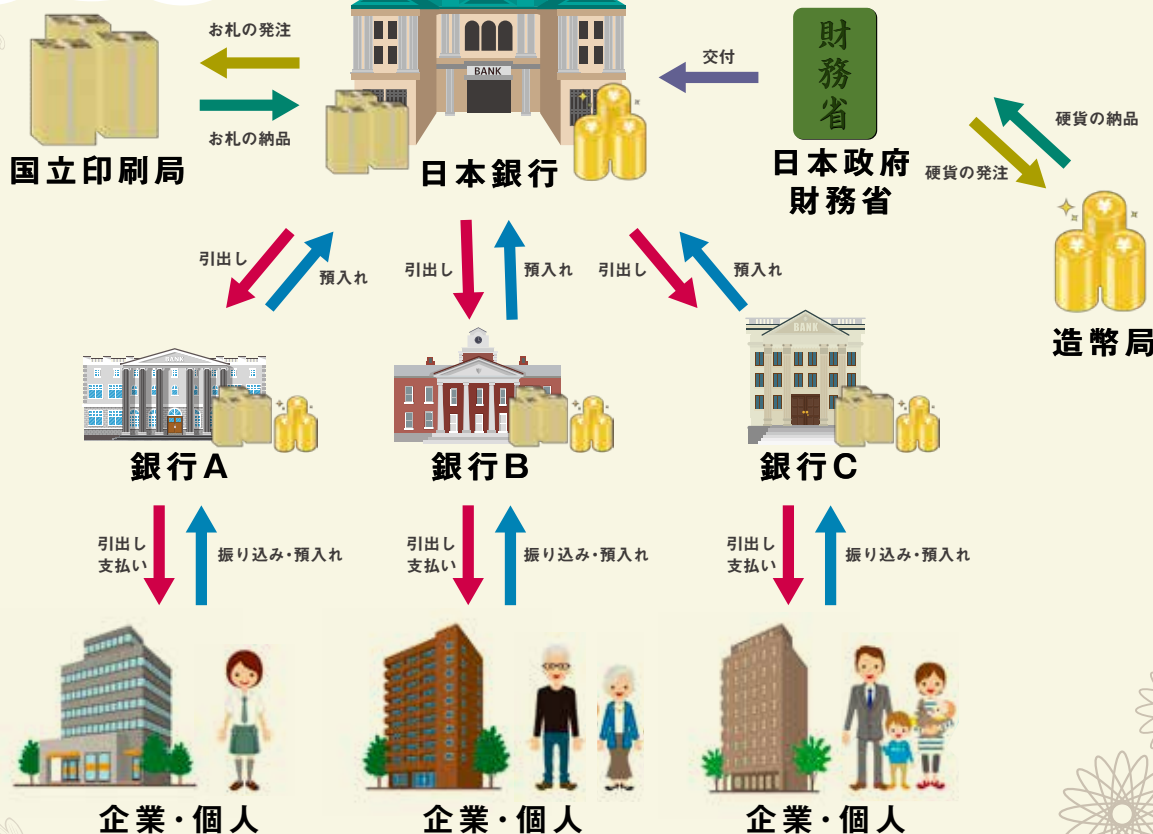 お札の発注
お札の納品
国立印刷局
BANK
日本銀行
交付
財務省
日本政府
財務省
硬貨の納品
硬貨の発注
造幣局
引出し
預入れ
引出し
預入れ
引出し
預入れ
BANK
銀行A
銀行B
BANK
銀行C
引出し
支払い
振り込み・預入れ
引出し
支払い
振り込み・預入れ
引出し
支払い
振り込み・預入れ
企業・個人
企業・個人
企業・個人